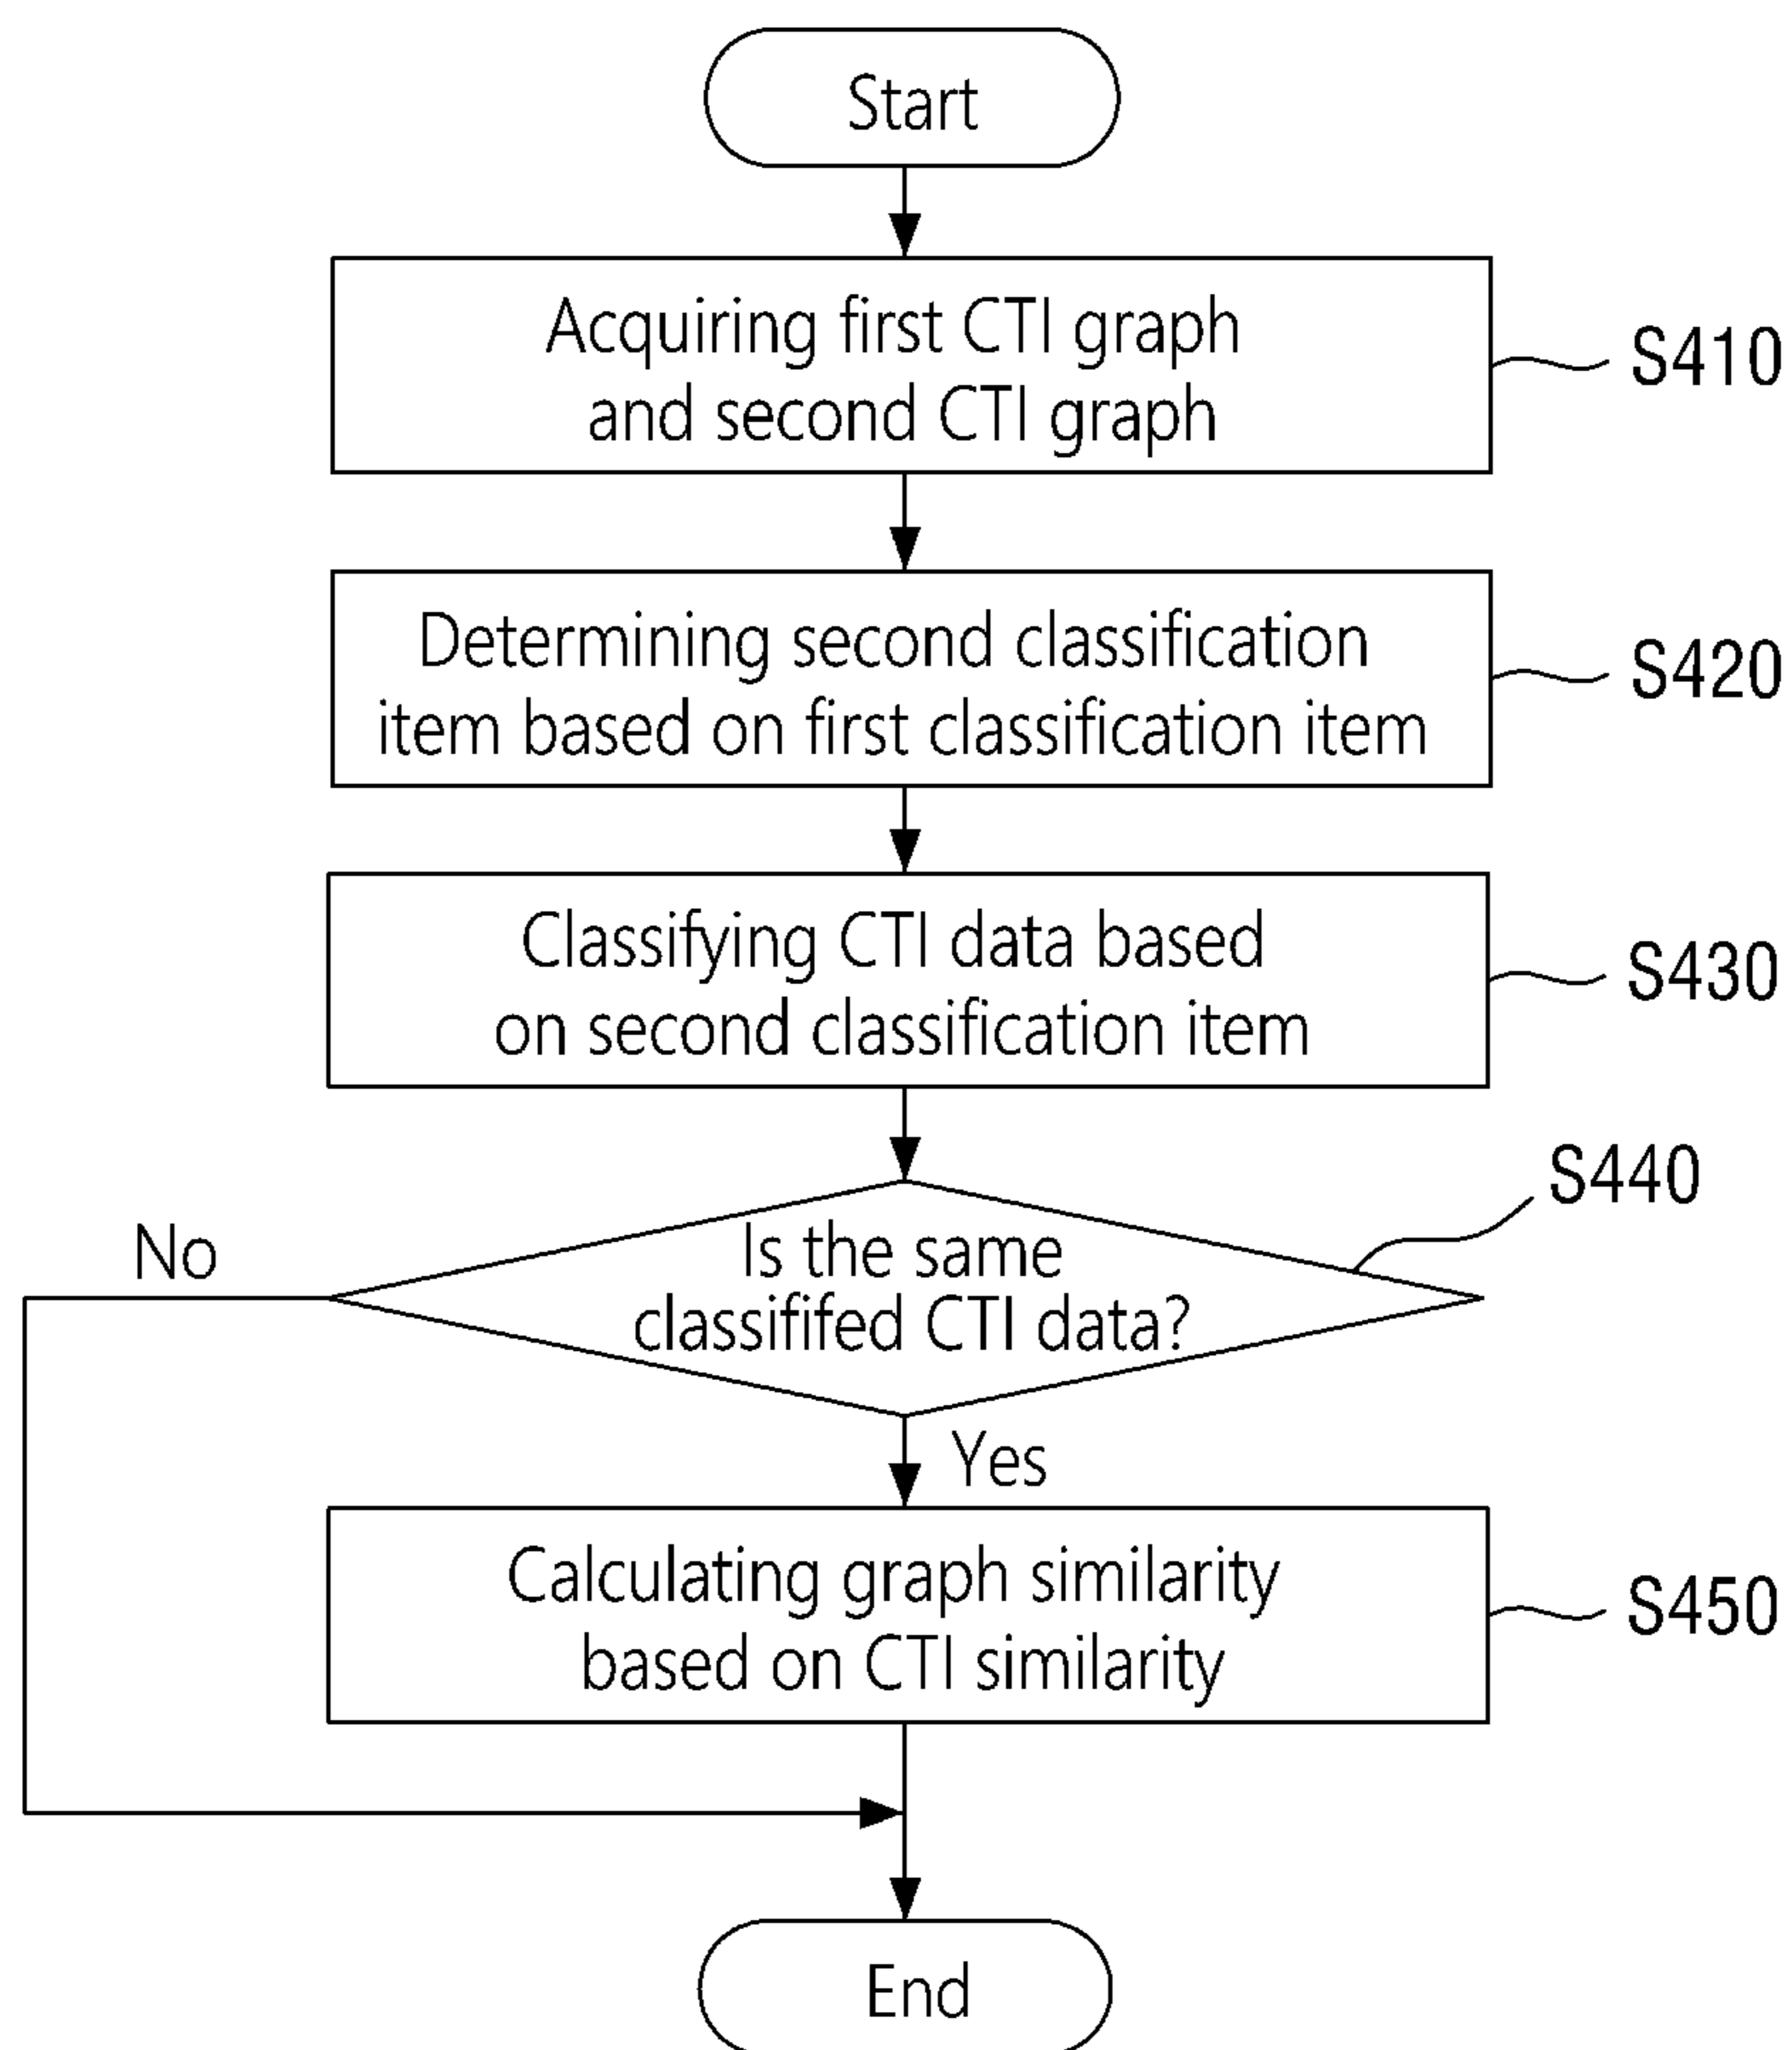 Start
Acquiring first CTI graph
and second CTI graph
S410
Determining second classification
item based on first classification item
S420
Classifying CTI data based
on second classification item
S430
S440
No
Is the same
classififed CTI data?
Yes
Calculating graph similarity
based on CTI similarity
S450
End